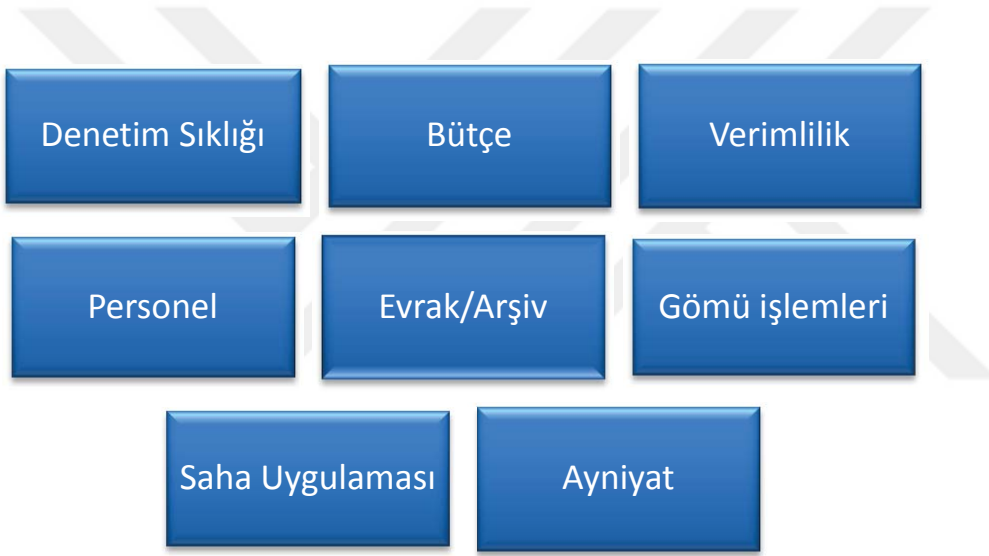 Denetim Sıklığı
Bütçe
Verimlilik
Personel
Evrak/Arşiv
Gömü işlemleri
Saha Uygulaması
Ayniyat